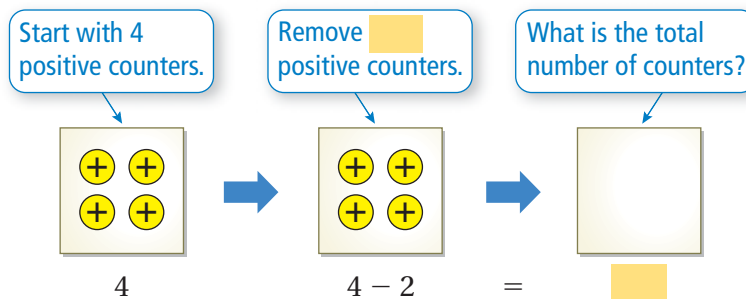 Start with 4
positive counters.
Remove
positive counters.
What is the total
number of counters?
+ +
+ +
+ +
+ +
4
4 − 2
=